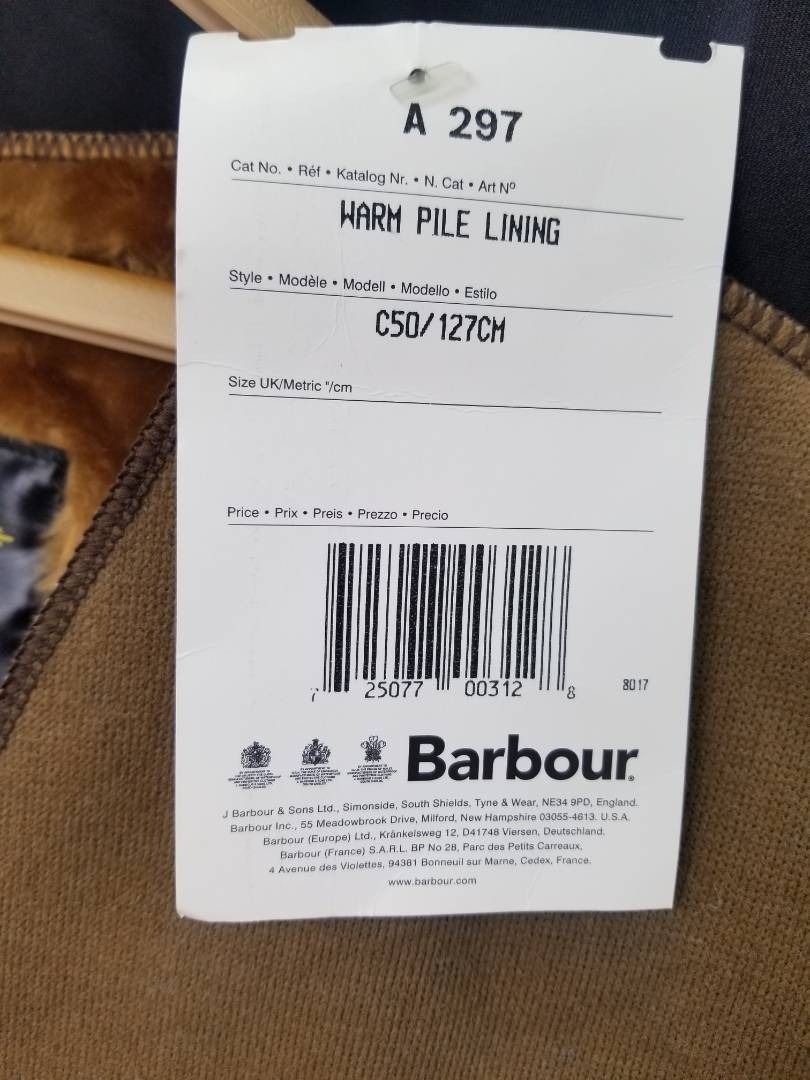 A 297
Cat No. • Réf • Katalog Nr. • N. Cat • Art Nº
WARM PILE LINING
Style • Modèle • Modell • Modello • Estilo
C50/127CM
Size UK/Metric "/cm
Price • Prix • Preis • Prezzo • Precio
7 25077 00312 8
8017
Barbour®
J Barbour & Sons Ltd., Simonside, South Shields, Tyne & Wear, NE34 9PD, England.
Barbour Inc., 55 Meadowbrook Drive, Milford, New Hampshire 03055-4613. U.S.A.
Barbour (Europe) Ltd., Kränkelsweg 12, D41748 Viersen, Deutschland.
Barbour (France) S.A.R.L. BP No 28, Parc des Petits Carreaux,
4 Avenue des Violettes, 94381 Bonneuil sur Marne, Cedex, France.
www.barbour.com